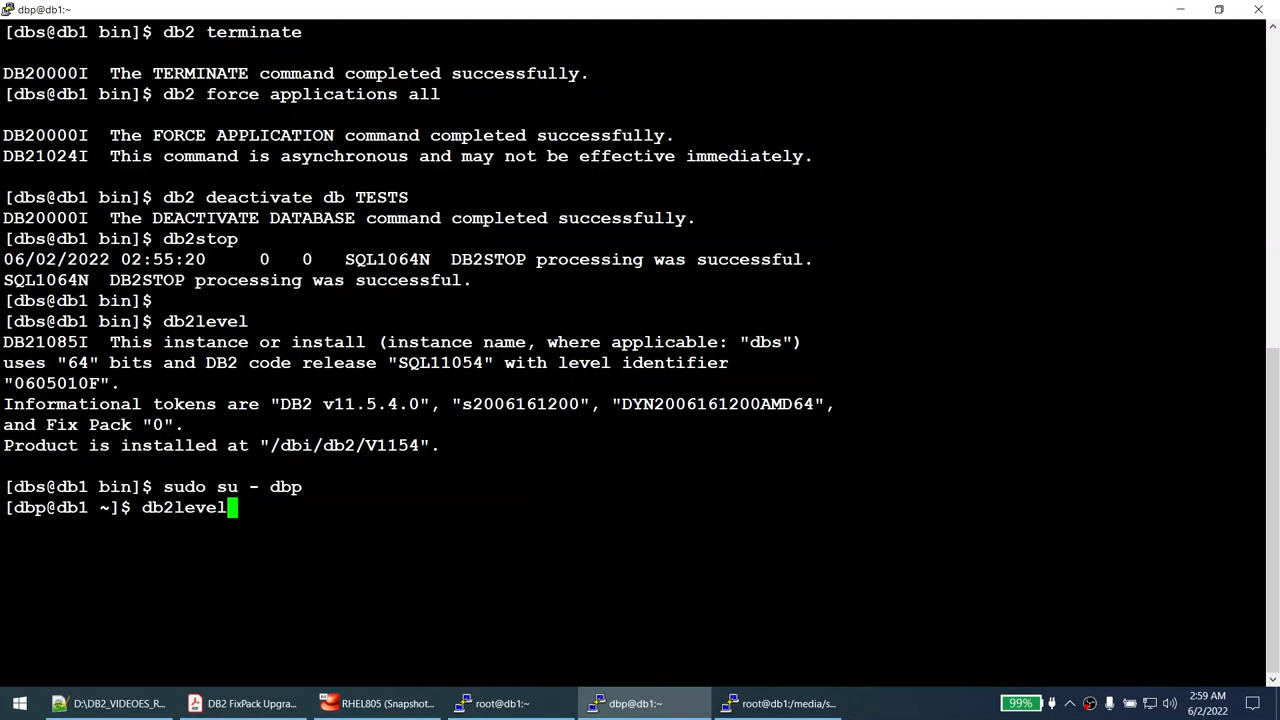 dbp@db1:~
[dbs@db1 bin]$ db2 terminate
DB20000I  The TERMINATE command completed successfully.
[dbs@db1 bin]$ db2 force applications all
DB20000I  The FORCE APPLICATION command completed successfully.
DB21024I  This command is asynchronous and may not be effective immediately.
[dbs@db1 bin]$ db2 deactivate db TESTS
DB20000I  The DEACTIVATE DATABASE command completed successfully.
[dbs@db1 bin]$ db2stop
06/02/2022 02:55:20     0   0   SQL1064N  DB2STOP processing was successful.
SQL1064N  DB2STOP processing was successful.
[dbs@db1 bin]$
[dbs@db1 bin]$ db2level
DB21085I  This instance or install (instance name, where applicable: "dbs")
uses "64" bits and DB2 code release "SQL11054" with level identifier
"0605010F".
Informational tokens are "DB2 v11.5.4.0", "s2006161200", "DYN2006161200AMD64",
and Fix Pack "0".
Product is installed at "/dbi/db2/V1154".
[dbs@db1 bin]$ sudo su - dbp
[dbp@db1 ~]$ db2level
D:\DB2_VIDEOES_R...
DB2 FixPack Upgra...
RHEL805 (Snapshot...
root@db1:~
dbp@db1:~
root@db1:/media/s...
99%
2:59 AM
6/2/2022